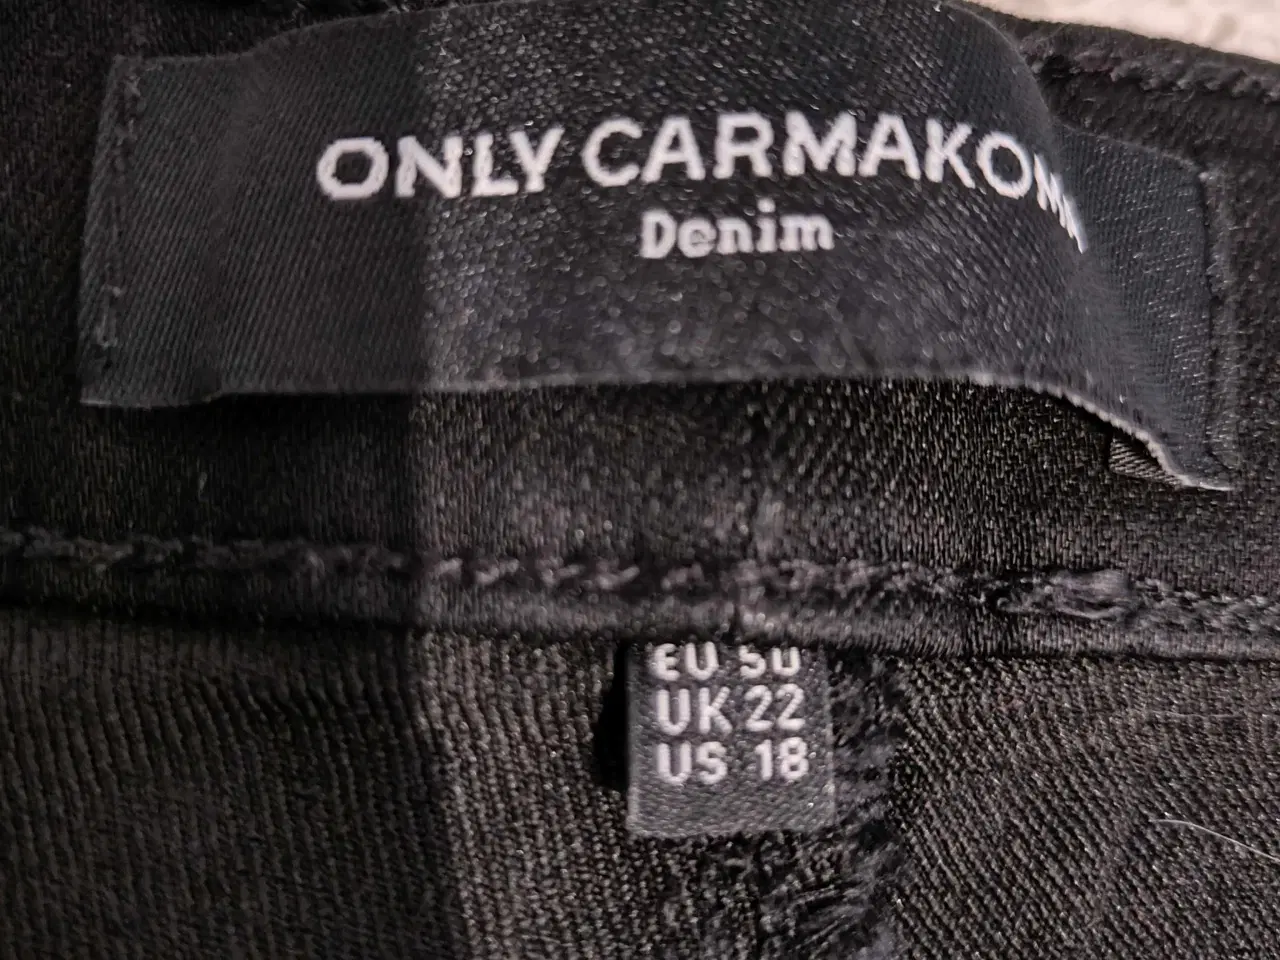 ONLY CARMAKOMA
Denim
EU 50
UK 22
US 18